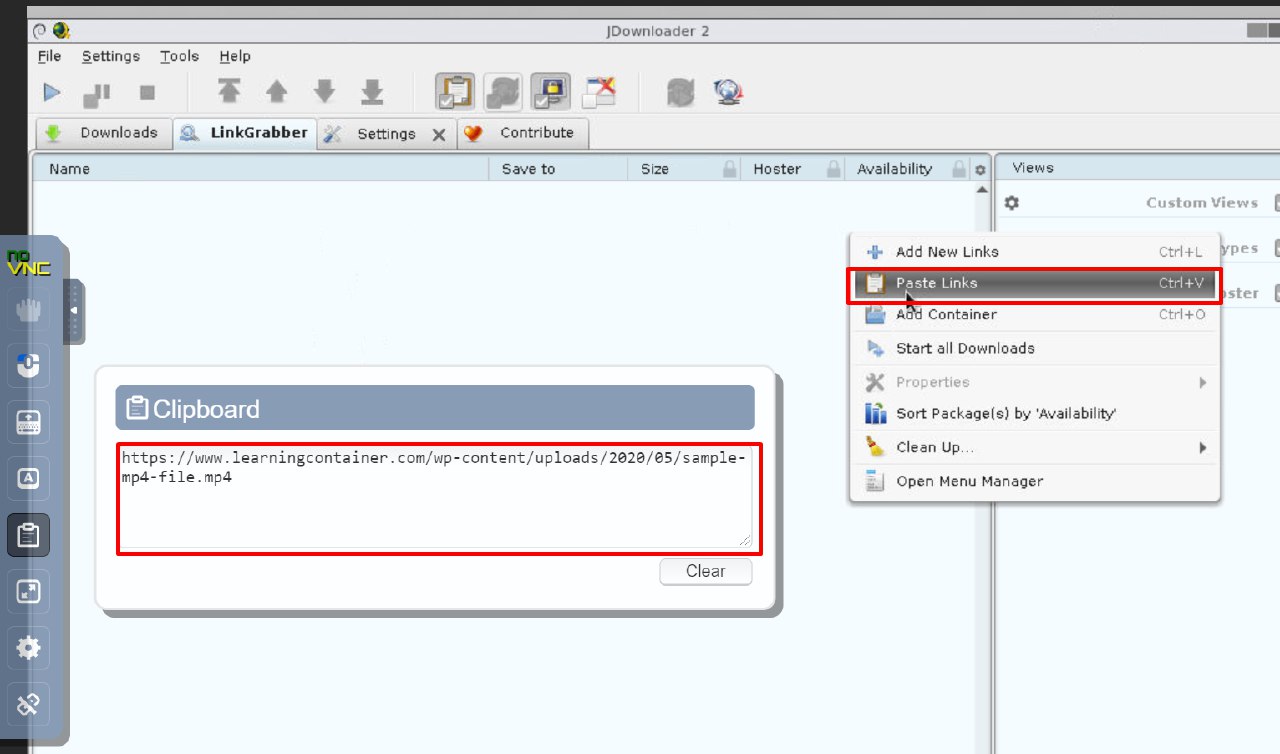 JDownloader 2
File Settings Tools Help
Downloads LinkGrabber Settings Contribute
Name Save to Size Hoster Availability Views
Custom Views
no
VNC
Add New Links Ctrl+L
ypes
Paste Links Ctrl+V
oster
Add Container Ctrl+O
Start all Downloads
Properties
Sort Package(s) by 'Availability'
Clean Up...
Open Menu Manager
Clipboard
https://www.learningcontainer.com/wp-content/uploads/2020/05/sample-
mp4-file.mp4
Clear
A